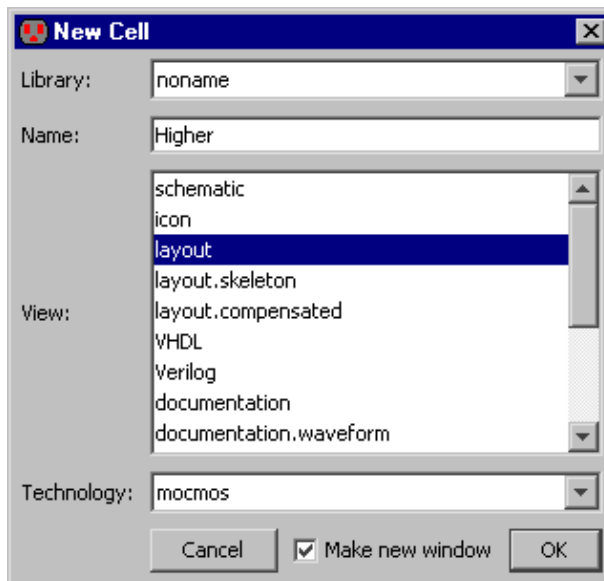 New Cell
Library: noname
Name: Higher
schematic
icon
layout
layout.skeleton
layout.compensated
View:
VHDL
Verilog
documentation
documentation.waveform
Technology: mocmos
Cancel Make new window OK